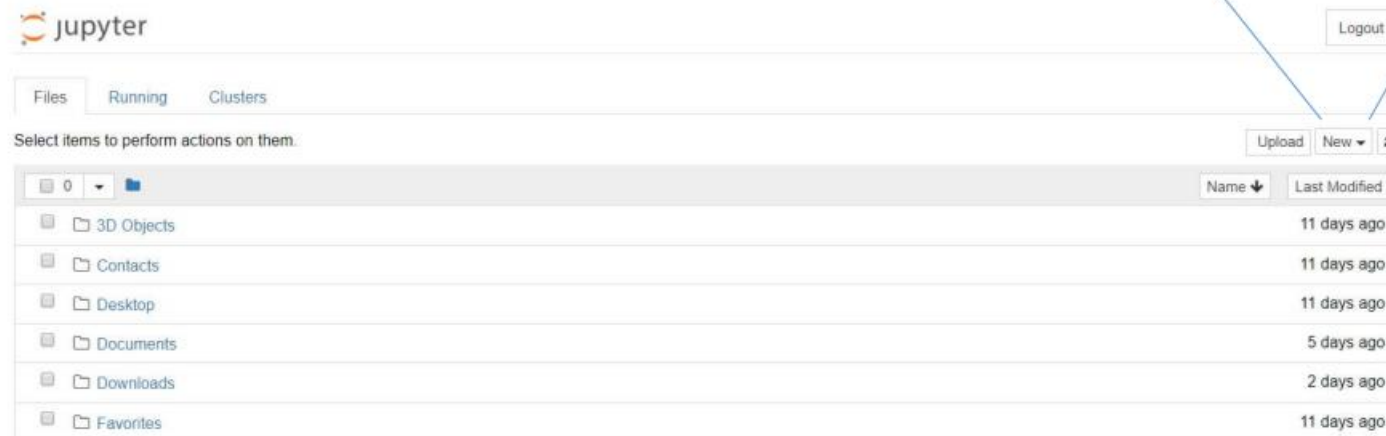 jupyter
Logout
Files Running Clusters
Select items to perform actions on them.
Upload New
0 Name Last Modified
3D Objects 11 days ago
Contacts 11 days ago
Desktop 11 days ago
Documents 5 days ago
Downloads 2 days ago
Favorites 11 days ago